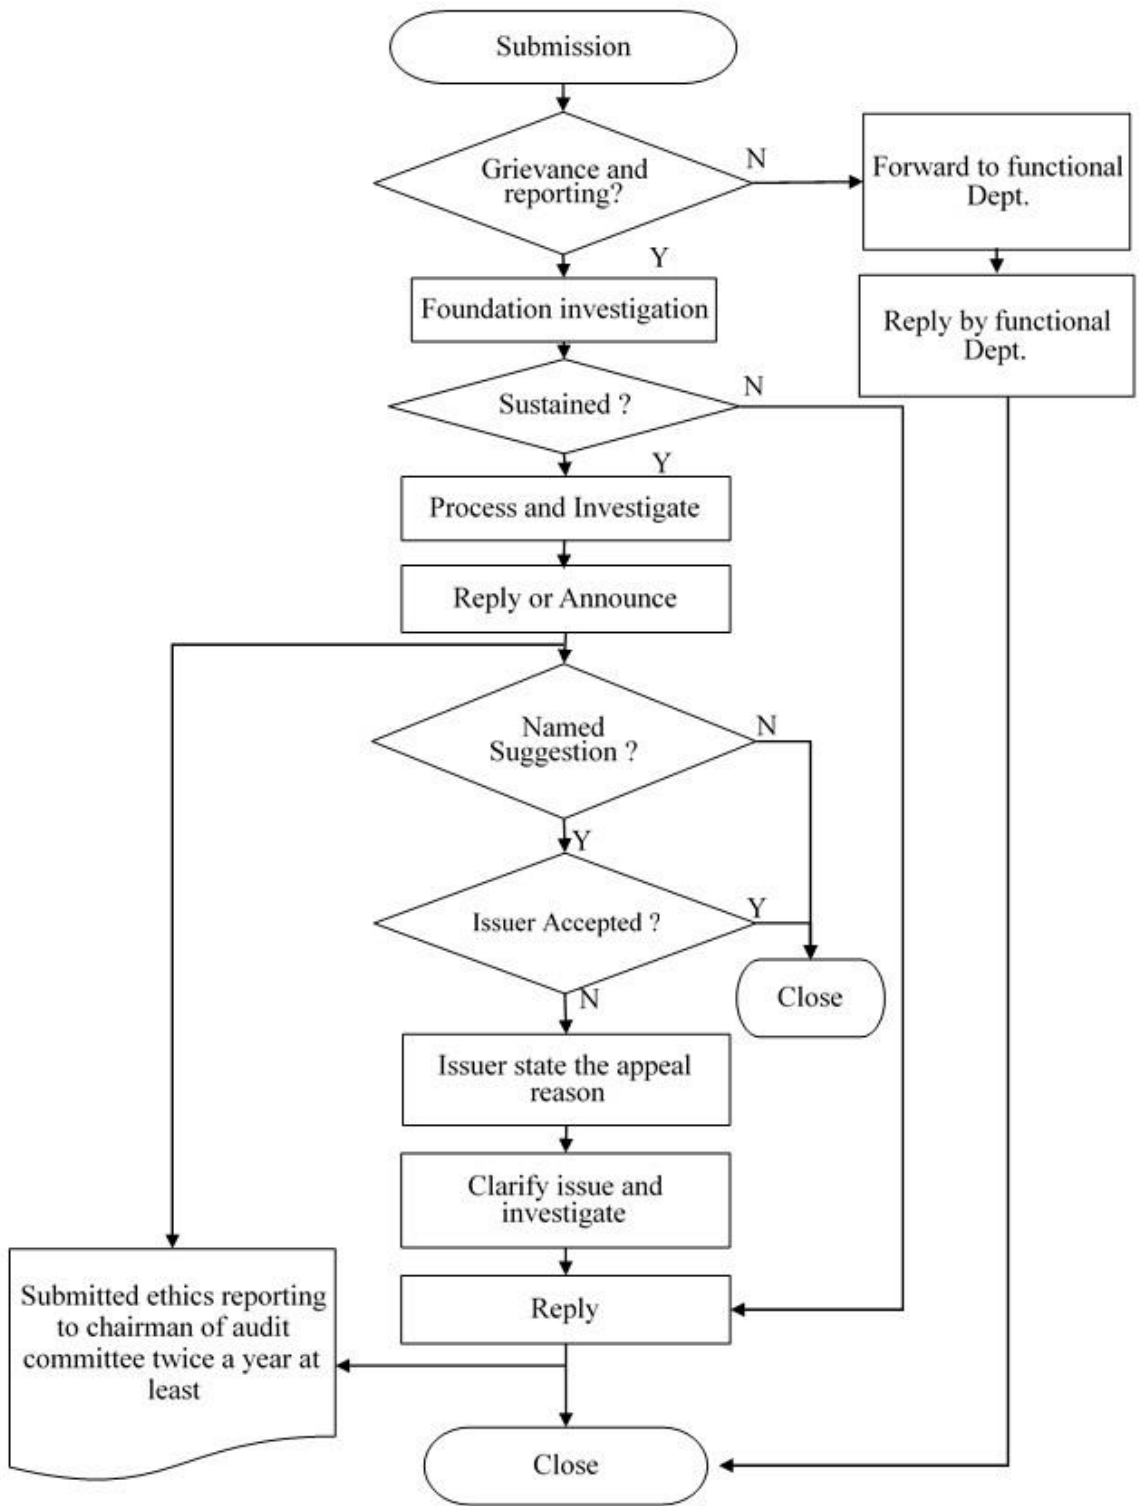 Submission
Grievance and
reporting?
N
Forward to functional
Dept.
Y
Foundation investigation
Reply by functional
Dept.
Sustained ?
N
Y
Process and Investigate
Reply or Announce
Named
Suggestion ?
N
Y
Issuer Accepted ?
Y
N
Close
Issuer state the appeal
reason
Clarify issue and
investigate
Reply
Submitted ethics reporting
to chairman of audit
committee twice a year at
least
Close